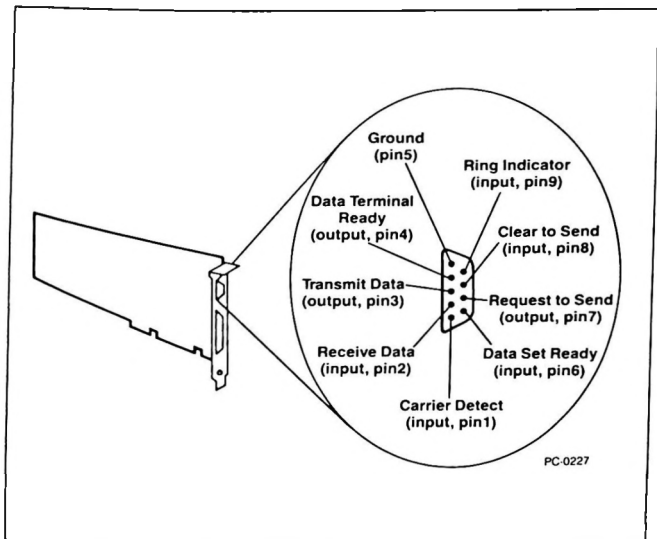 Ground
(pin5)
Ring Indicator
(input, pin9)
Data Terminal
Ready
(output, pin4)
Clear to Send
(input, pin8)
Transmit Data
(output, pin3)
Request to Send
(output, pin7)
Receive Data
(input, pin2)
Data Set Ready
(input, pin6)
Carrier Detect
(input, pin1)
PC-0227